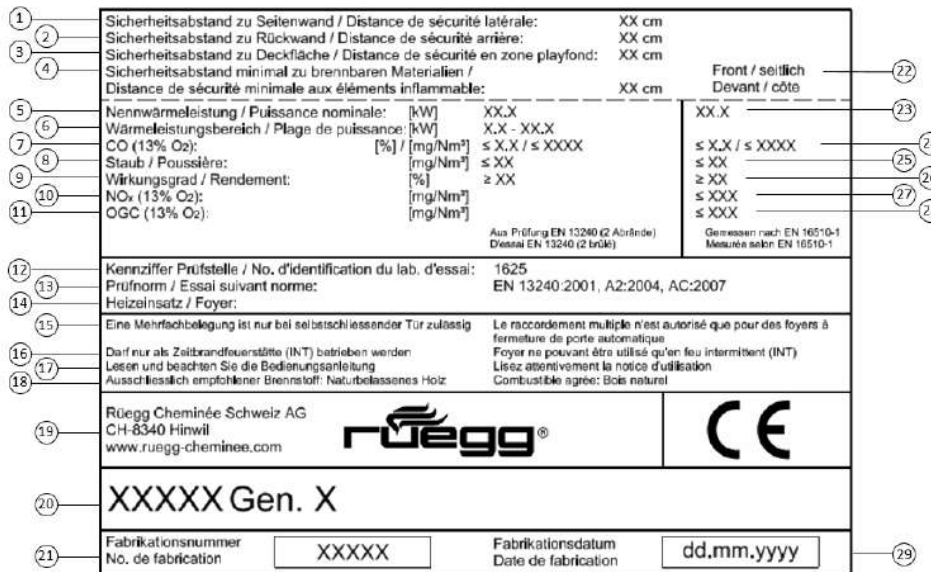 1 Sicherheitsabstand zu Seitenwand / Distance de sécurité latérale: XX cm
2 Sicherheitsabstand zu Rückwand / Distance de sécurité arrière: XX cm
3 Sicherheitsabstand zu Deckfläche / Distance de sécurité en zone playfond: XX cm
4 Sicherheitsabstand minimal zu brennbaren Materialien / Front / seitlich 22
Distance de sécurité minimale aux éléments inflammable: XX cm Devant / côte
5 Nennwärmeleistung / Puissance nominale: [kW] XX.X XX.X 23
6 Wärmeleistungsbereich / Plage de puissance: [kW] X.X - XX.X
7 CO (13% O₂): [%] / [mg/Nm³] ≤ X.X / ≤ XXXX ≤ X.X / ≤ XXXX
8 Staub / Poussière: [mg/Nm³] ≤ XX ≤ XX 25
9 Wirkungsgrad / Rendement: [%] ≥ XX ≥ XX
10 NOx (13% O₂): [mg/Nm³] ≤ XXX 27
11 OGC (13% O₂): [mg/Nm³] ≤ XXX
Aus Prüfung EN 13240 (2 Abrände) Gemessen nach EN 16510-1
D'essai EN 13240 (2 brûlé) Mesurée selon EN 16510-1
12 Kennziffer Prüfstelle / No. d'identification du lab. d'essai: 1625
13 Prüfnorm / Essai suivant norme: EN 13240:2001, A2:2004, AC:2007
14 Heizeinsatz / Foyer:
15 Eine Mehrfachbelegung ist nur bei selbstschliessender Tür zulässig Le raccordement multiple n'est autorisé que pour des foyers à
fermeture de porte automatique
16 Darf nur als Zeitbrandfeuerstätte (INT) betrieben werden Foyer ne pouvant être utilisé qu'en feu intermittent (INT)
17 Lesen und beachten Sie die Bedienungsanleitung Lisez attentivement la notice d'utilisation
18 Ausschliesslich empfohlener Brennstoff: Naturbelassenes Holz Combustible agrée: Bois naturel
19 Rüegg Cheminée Schweiz AG
CH-8340 Hinwil
www.ruegg-cheminee.com
rüegg®
CE
20 XXXXX Gen. X
21 Fabrikationsnummer XXXXX Fabrikationsdatum dd.mm.yyyy 29
No. de fabrication Date de fabrication